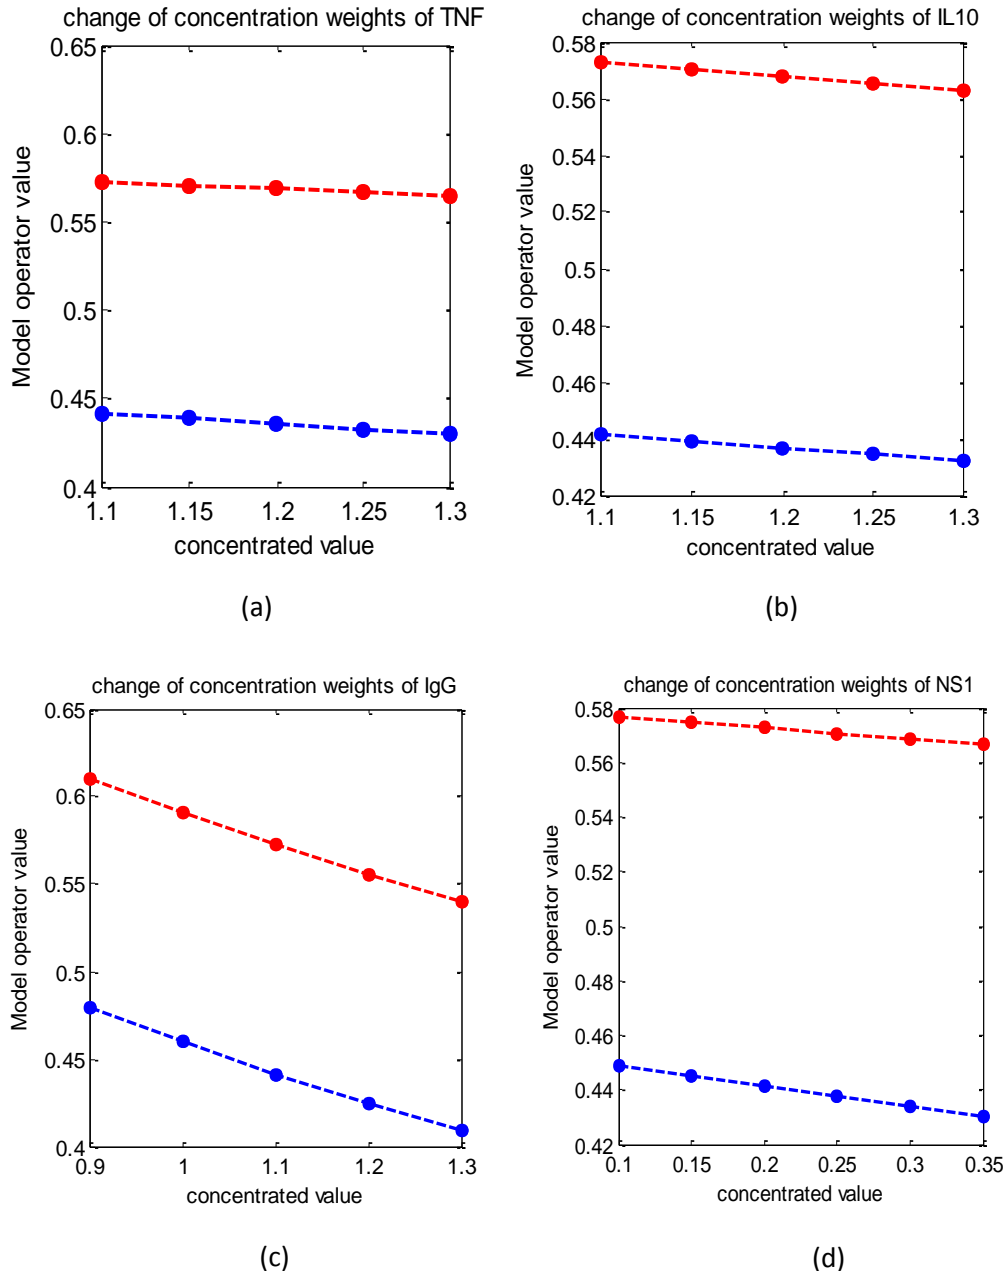 change of concentration weights of TNF
0.65
0.6
0.55
0.5
0.45
0.4
Model operator value
1.1 1.15 1.2 1.25 1.3
concentrated value
(a)
change of concentration weights of IL10
0.58
0.56
0.54
0.52
0.5
0.48
0.46
0.44
0.42
Model operator value
1.1 1.15 1.2 1.25 1.3
concentrated value
(b)
change of concentration weights of IgG
0.65
0.6
0.55
0.5
0.45
0.4
Model operator value
0.9 1 1.1 1.2 1.3
concentrated value
(c)
change of concentration weights of NS1
0.58
0.56
0.54
0.52
0.5
0.48
0.46
0.44
0.42
Model operator value
0.1 0.15 0.2 0.25 0.3 0.35
concentrated value
(d)